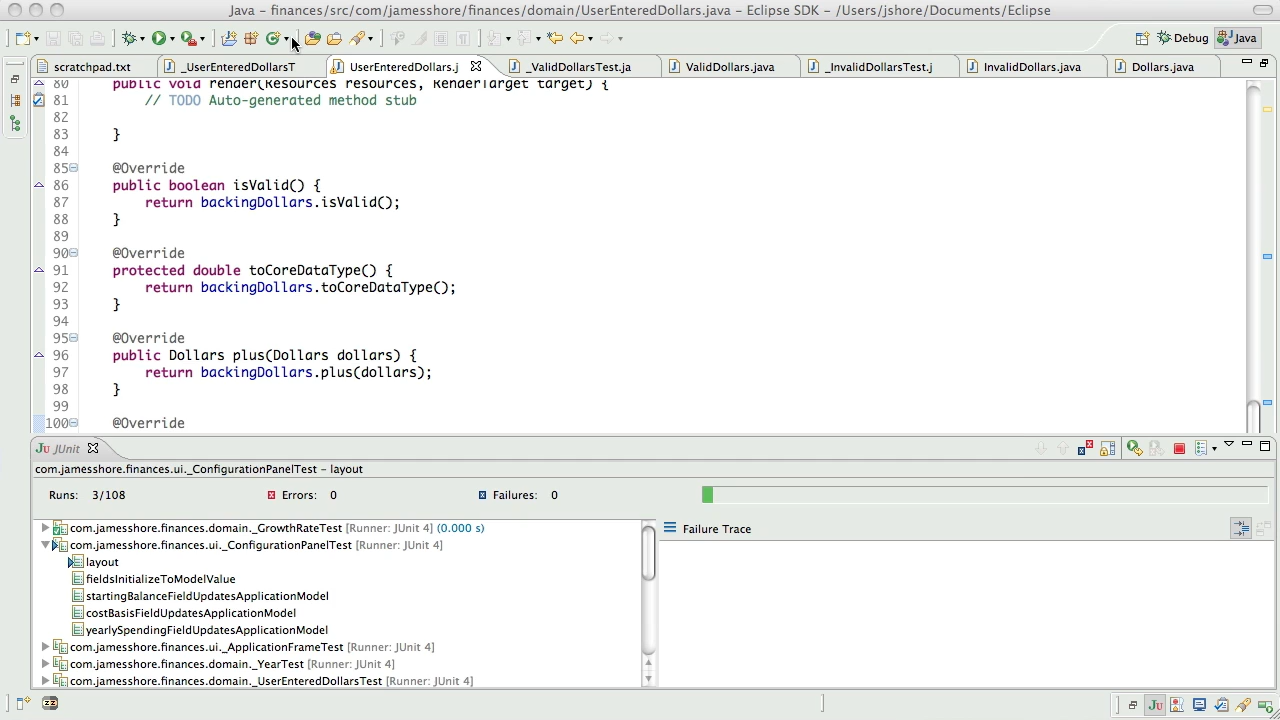 Java – finances/src/com/jamesshore/finances/domain/UserEnteredDollars.java – Eclipse SDK – /Users/jshore/Documents/Eclipse
Debug
Java
scratchpad.txt
_UserEnteredDollarsT
UserEnteredDollars.j
_ValidDollarsTest.ja
ValidDollars.java
_InvalidDollarsTest.j
InvalidDollars.java
Dollars.java
80 public void render(Resources resources, RenderTarget target) {
81 // TODO Auto-generated method stub
82
83 }
84
85 @Override
86 public boolean isValid() {
87 return backingDollars.isValid();
88 }
89
90 @Override
91 protected double toCoreDataType() {
92 return backingDollars.toCoreDataType();
93 }
94
95 @Override
96 public Dollars plus(Dollars dollars) {
97 return backingDollars.plus(dollars);
98 }
99
100 @Override
JUnit
com.jamesshore.finances.ui._ConfigurationPanelTest – layout
Runs: 3/108
Errors: 0
Failures: 0
com.jamesshore.finances.domain._GrowthRateTest [Runner: JUnit 4] (0.000 s)
com.jamesshore.finances.ui._ConfigurationPanelTest [Runner: JUnit 4]
layout
fieldsInitializeToModelValue
startingBalanceFieldUpdatesApplicationModel
costBasisFieldUpdatesApplicationModel
yearlySpendingFieldUpdatesApplicationModel
com.jamesshore.finances.ui._ApplicationFrameTest [Runner: JUnit 4]
com.jamesshore.finances.domain._YearTest [Runner: JUnit 4]
com.jamesshore.finances.domain._UserEnteredDollarsTest [Runner: JUnit 4]
Failure Trace